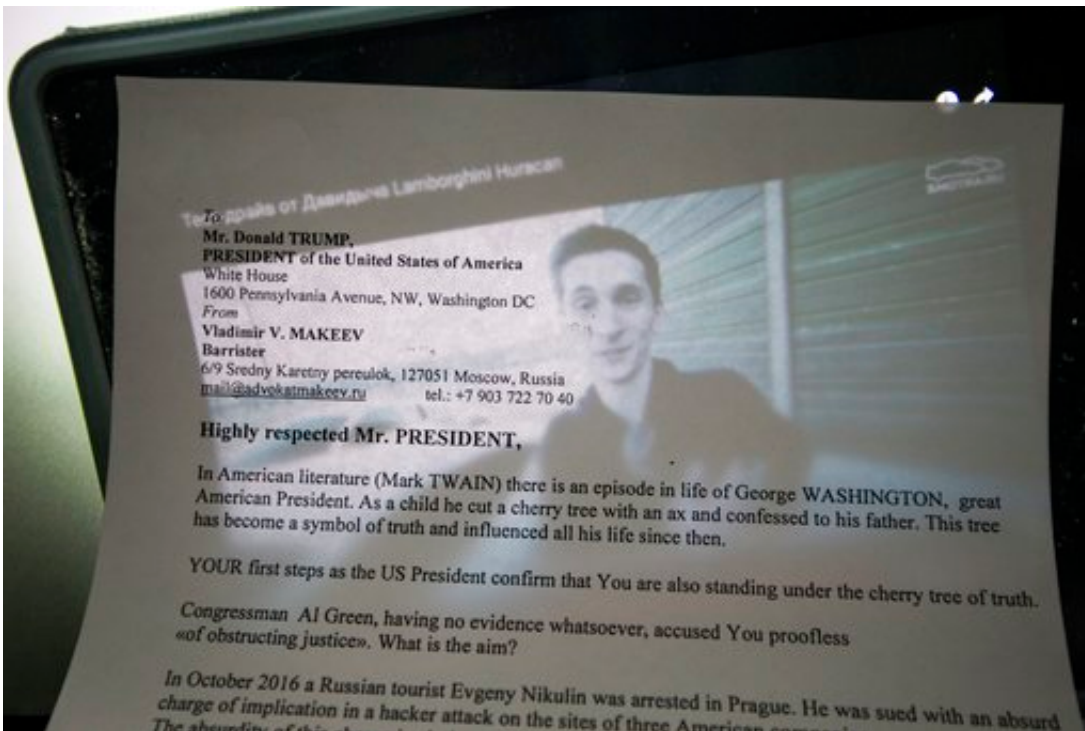 Тест-драйв от Давидыча Lamborghini Huracan
SMOTRA.RU
To
Mr. Donald TRUMP,
PRESIDENT of the United States of America
White House
1600 Pennsylvania Avenue, NW, Washington DC
From
Vladimir V. MAKEEV
Barrister
6/9 Sredny Karetny pereulok, 127051 Moscow, Russia
mail@advokatmakeev.ru tel.: +7 903 722 70 40
Highly respected Mr. PRESIDENT,
In American literature (Mark TWAIN) there is an episode in life of George WASHINGTON, great
American President. As a child he cut a cherry tree with an ax and confessed to his father. This tree
has become a symbol of truth and influenced all his life since then.
YOUR first steps as the US President confirm that You are also standing under the cherry tree of truth.
Congressman Al Green, having no evidence whatsoever, accused You proofless
«of obstructing justice». What is the aim?
In October 2016 a Russian tourist Evgeny Nikulin was arrested in Prague. He was sued with an absurd
charge of implication in a hacker attack on the sites of three American
The absurdity of this